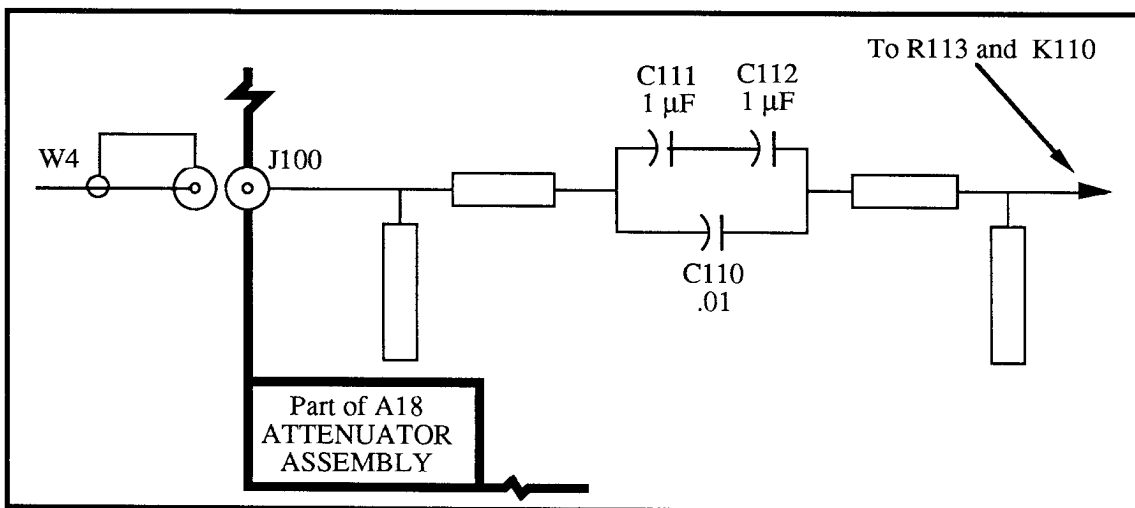 To R113 and K110
C111
1 µF
C112
1 µF
W4
J100
C110
.01
Part of A18
ATTENUATOR
ASSEMBLY